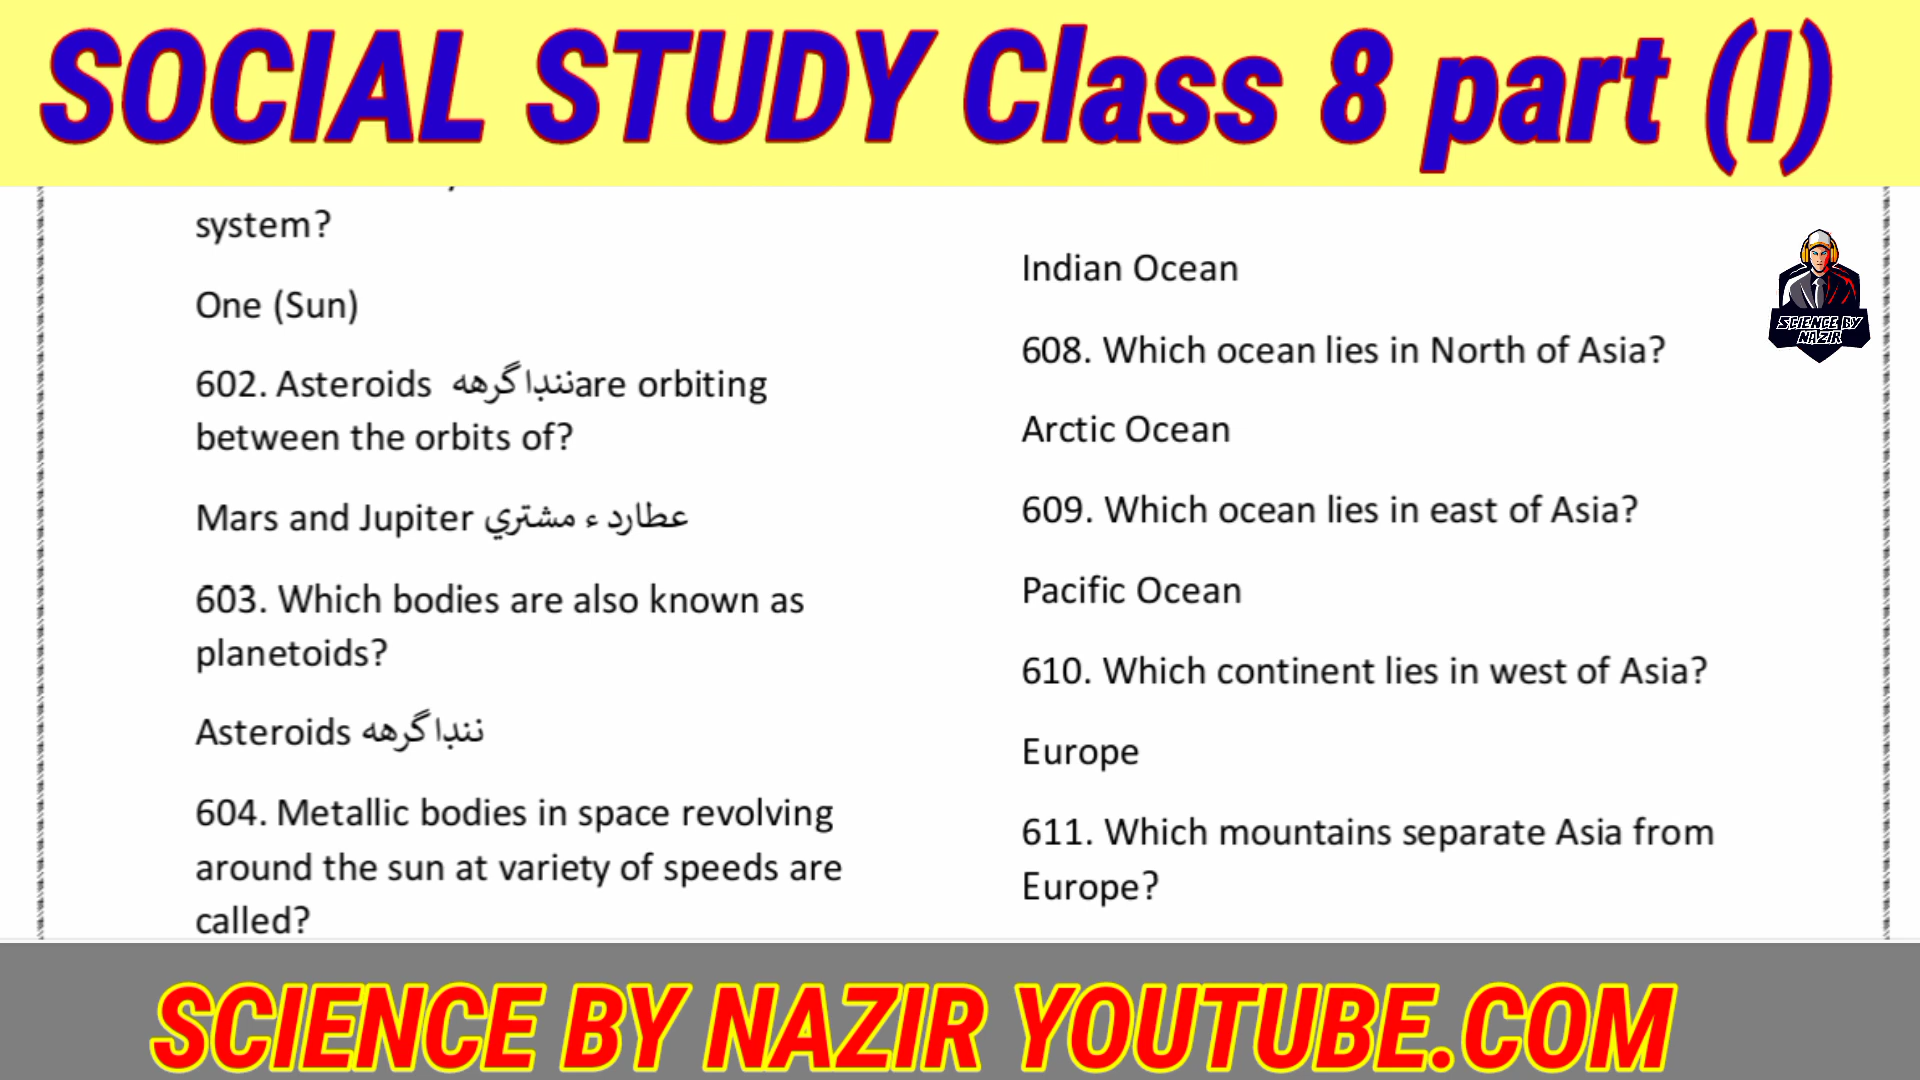 SOCIAL STUDY Class 8 part (I)
system?
One (Sun)
602. Asteroids ننڊا گرهه are orbiting
between the orbits of?
Mars and Jupiter عطارد ۽ مشتري
603. Which bodies are also known as
planetoids?
Asteroids ننڊا گرهه
604. Metallic bodies in space revolving
around the sun at variety of speeds are
called?
Indian Ocean
608. Which ocean lies in North of Asia?
Arctic Ocean
609. Which ocean lies in east of Asia?
Pacific Ocean
610. Which continent lies in west of Asia?
Europe
611. Which mountains separate Asia from
Europe?
SCIENCE BY
NAZIR
SCIENCE BY NAZIR YOUTUBE.COM